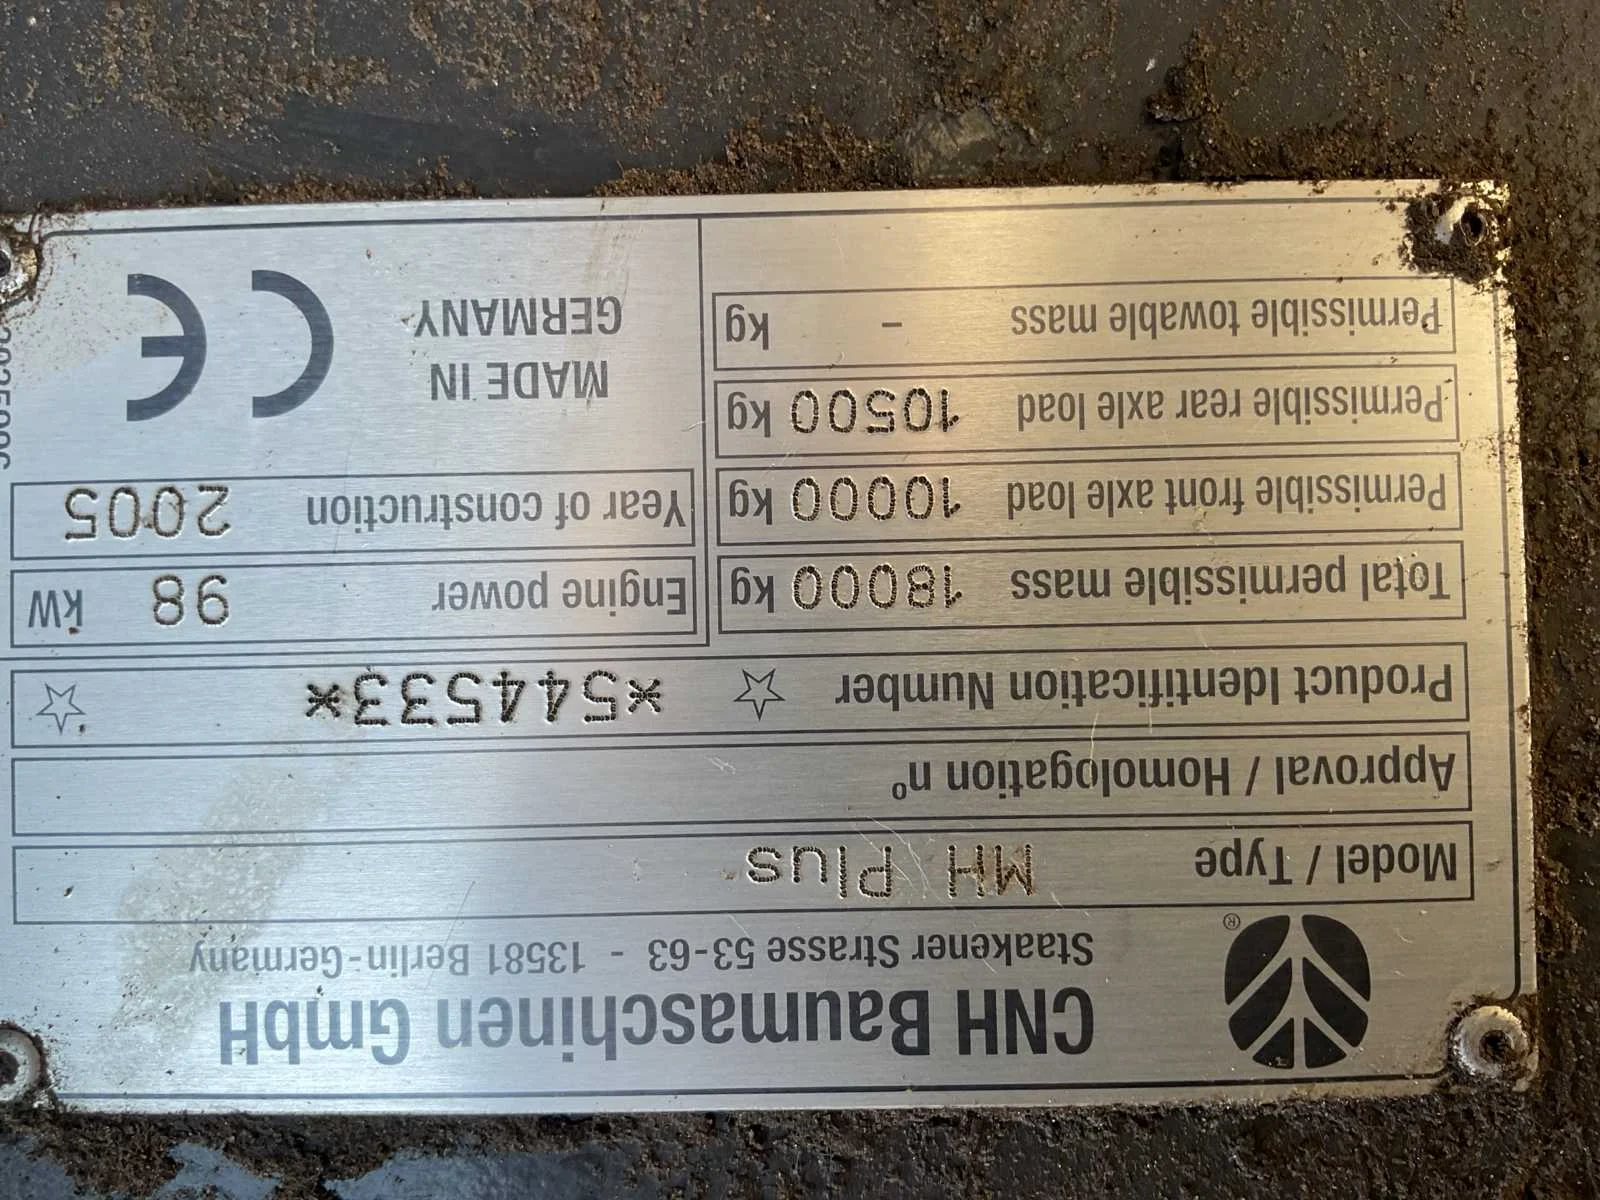 CNH Baumaschinen GmbH
Staakener Strasse 53-63 - 13581 Berlin-Germany
®
Model / Type MH Plus
Approval / Homologation nº
Product Identification Number *544533*
Total permissible mass 18000 kg
Permissible front axle load 10000 kg
Permissible rear axle load 10500 kg
Permissible towable mass - kg
Engine power 98 kW
Year of construction 2005
MADE IN
GERMANY
CE